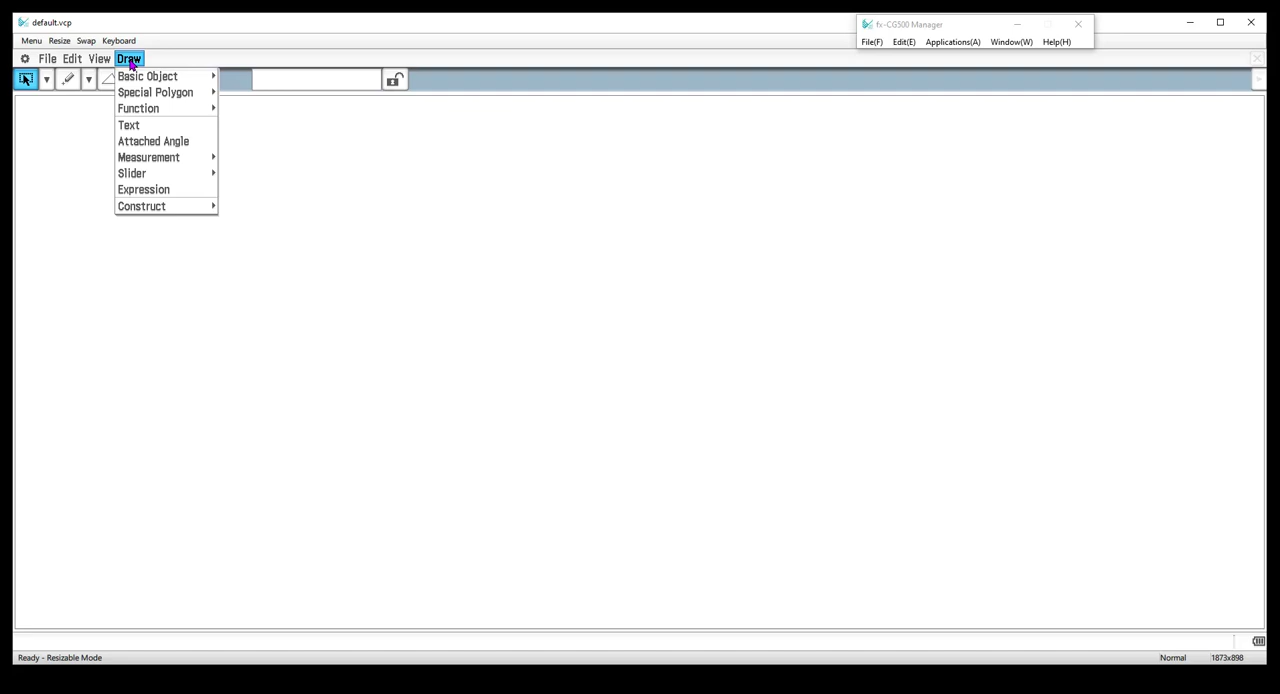 default.vcp
fx-CG500 Manager
Menu Resize Swap Keyboard
File(F) Edit(E) Applications(A) Window(W) Help(H)
File Edit View Draw
Basic Object
Special Polygon
Function
Text
Attached Angle
Measurement
Slider
Expression
Construct
Ready - Resizable Mode
Normal 1873x898